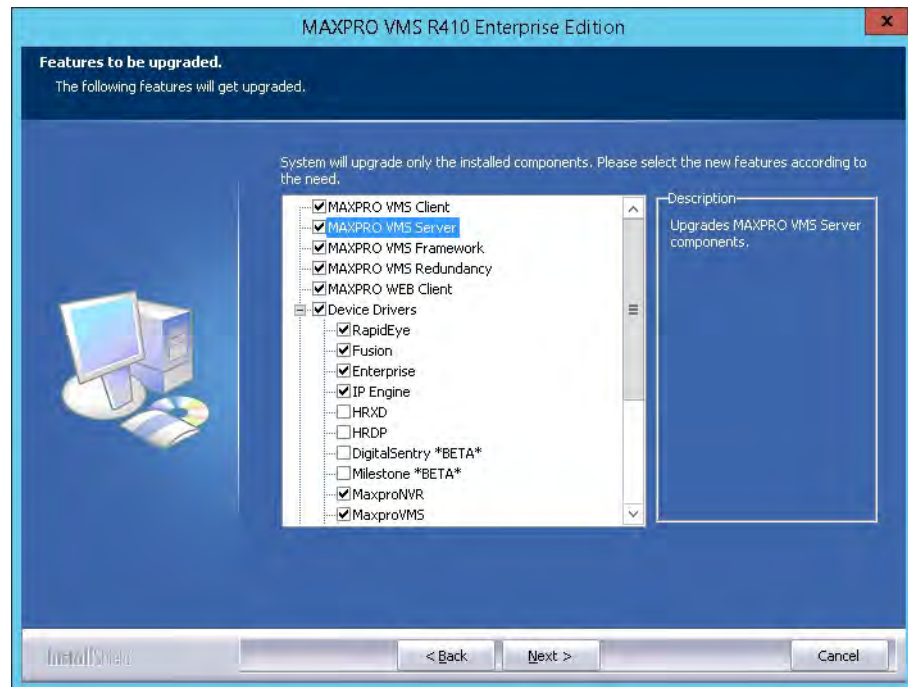 MAXPRO VMS R410 Enterprise Edition
x
Features to be upgraded.
The following features will get upgraded.
System will upgrade only the installed components. Please select the new features according to
the need.
MAXPRO VMS Client
MAXPRO VMS Server
MAXPRO VMS Framework
MAXPRO VMS Redundancy
MAXPRO WEB Client
Device Drivers
RapidEye
Fusion
Enterprise
IP Engine
HRXD
HRDP
DigitalSentry *BETA*
Milestone *BETA*
MaxproNVR
MaxproVMS
Description
Upgrades MAXPRO VMS Server
components.
InstallShield
< Back
Next >
Cancel